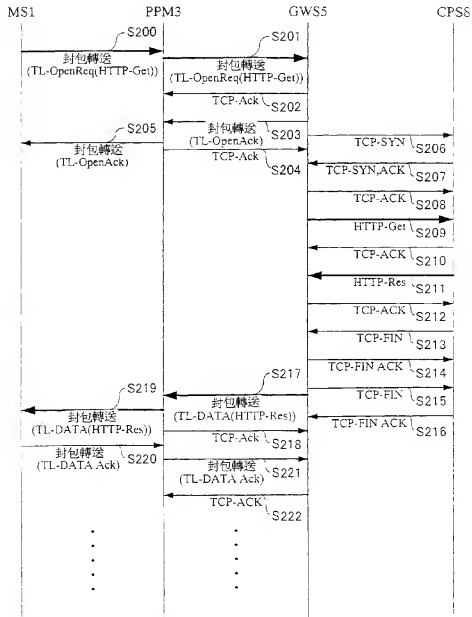 MS1 PPM3 GWS5 CPS8
S200
封包轉送
(TL-OpenReq(HTTP-Get))
S201
封包轉送
(TL-OpenReq(HTTP-Get))
TCP-Ack
S202
S205
封包轉送
(TL-OpenAck)
封包轉送
(TL-OpenAck)
S203
TCP-Ack
S204
TCP-SYN
S206
TCP-SYN,ACK
S207
TCP-ACK
S208
HTTP-Get
S209
TCP-ACK
S210
HTTP-Res
S211
TCP-ACK
S212
TCP-FIN
S213
TCP-FIN ACK
S214
TCP-FIN
S215
TCP-FIN ACK
S216
S217
封包轉送
(TL-DATA(HTTP-Res))
S219
封包轉送
(TL-DATA(HTTP-Res))
TCP-Ack
S218
封包轉送
(TL-DATA Ack)
S220
封包轉送
(TL-DATA Ack)
S221
TCP-ACK
S222